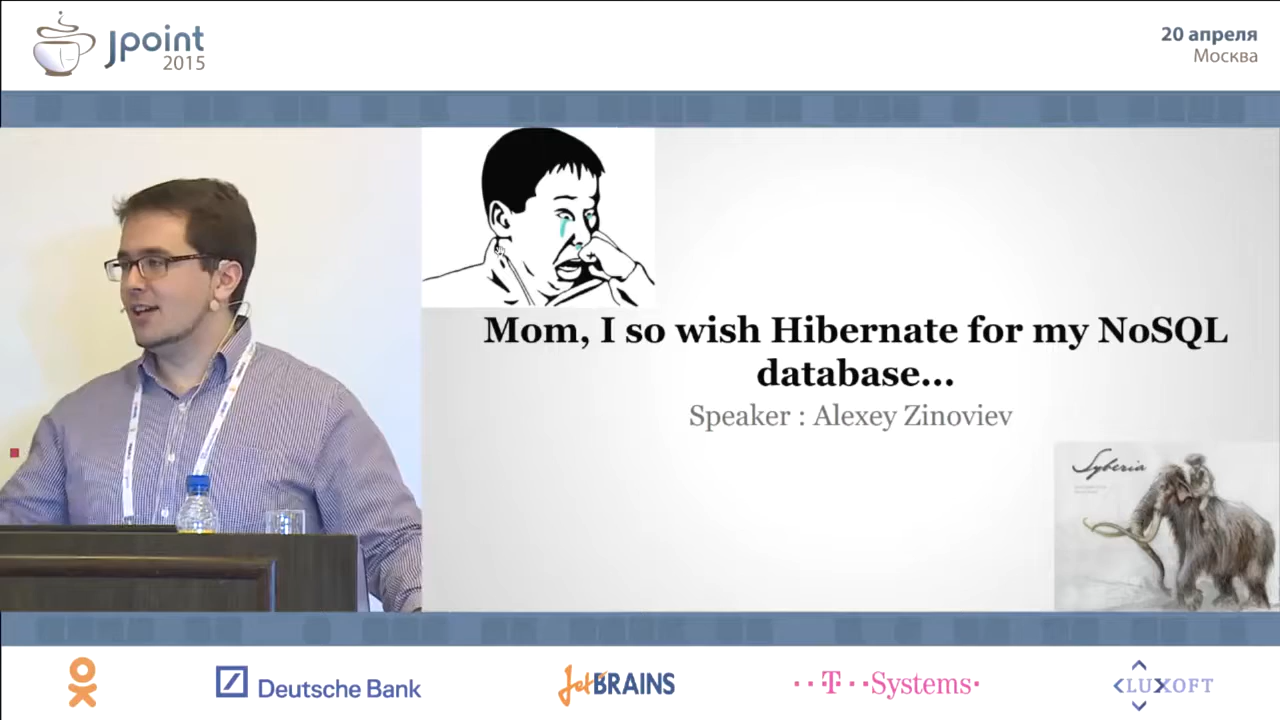 Jpoint
2015
20 апреля
Москва
Mom, I so wish Hibernate for my NoSQL
database...
Speaker : Alexey Zinoviev
Syberia
Deutsche Bank
JetBRAINS
··T··Systems·
LUXOFT